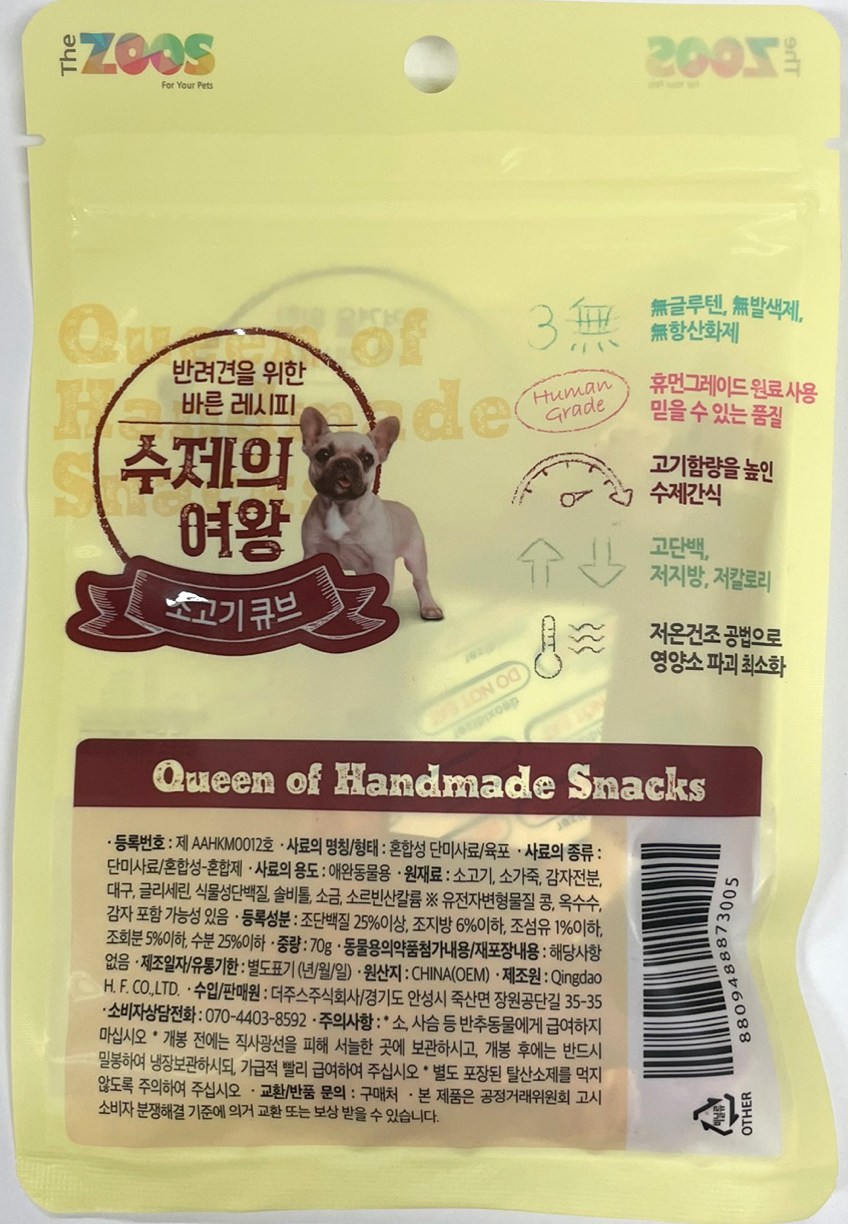 The ZOOS
For Your Pets
Queen of
Handmade
Snacks
반려견을 위한
바른 레시피
수제의
여왕
소고기 큐브
3無
無글루텐, 無발색제,
無항산화제
Human
Grade
휴먼그레이드 원료 사용
믿을 수 있는 품질
고기함량을 높인
수제간식
고단백,
저지방, 저칼로리
저온건조 공법으로
영양소 파괴 최소화
DO NOT EAT
deoxidizer
Queen of Handmade Snacks
· 등록번호 : 제 AAHKM0012호 · 사료의 명칭/형태 : 혼합성 단미사료/육포 · 사료의 종류 :
단미사료/혼합성-혼합제 · 사료의 용도 : 애완동물용 · 원재료 : 소고기, 소가죽, 감자전분,
대구, 글리세린, 식물성단백질, 솔비톨, 소금, 소르빈산칼륨 ※ 유전자변형물질 콩, 옥수수,
감자 포함 가능성 있음 · 등록성분 : 조단백질 25%이상, 조지방 6%이하, 조섬유 1%이하,
조회분 5%이하, 수분 25%이하 · 중량 : 70g · 동물용의약품첨가내용/재포장내용 : 해당사항
없음 · 제조일자/유통기한 : 별도표기 (년/월/일) · 원산지 : CHINA(OEM) · 제조원 : Qingdao
H. F. CO.,LTD. · 수입/판매원 : 더주스주식회사/경기도 안성시 죽산면 장원공단길 35-35
· 소비자상담전화 : 070-4403-8592 · 주의사항 : * 소, 사슴 등 반추동물에게 급여하지
마십시오 * 개봉 전에는 직사광선을 피해 서늘한 곳에 보관하시고, 개봉 후에는 반드시
밀봉하여 냉장보관하시되, 가급적 빨리 급여하여 주십시오 * 별도 포장된 탈산소제를 먹지
않도록 주의하여 주십시오 · 교환/반품 문의 : 구매처 · 본 제품은 공정거래위원회 고시
소비자 분쟁해결 기준에 의거 교환 또는 보상 받을 수 있습니다.
8809488873005
비닐류
OTHER